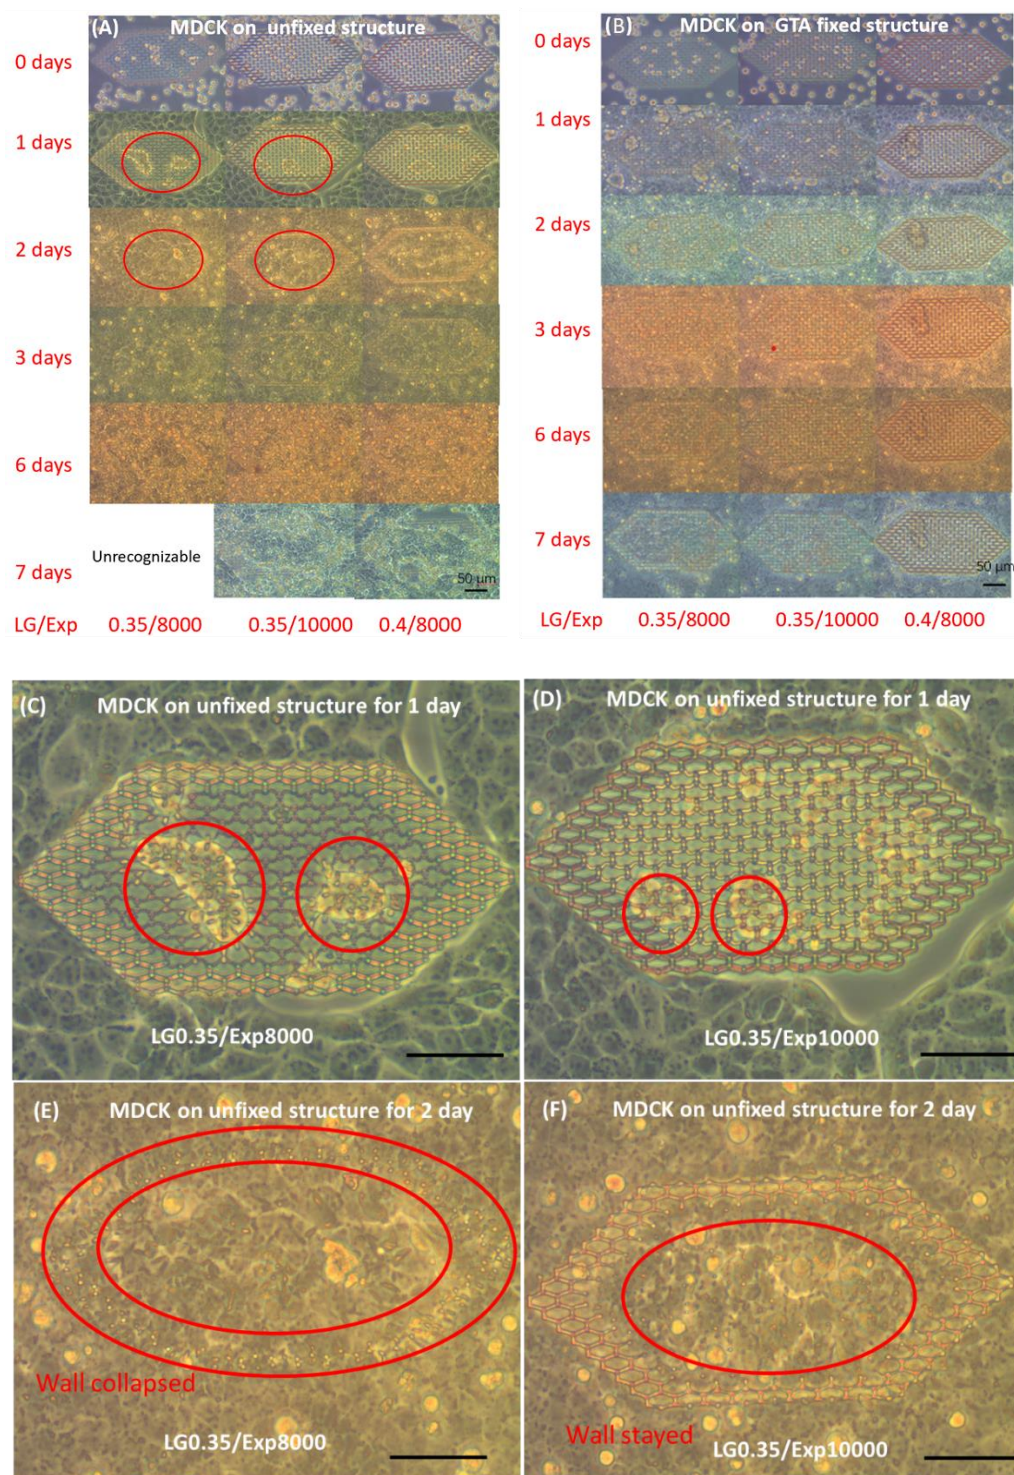 (A) MDCK on unfixed structure
0 days
1 days
2 days
3 days
6 days
7 days
Unrecognizable
50 µm
LG/Exp 0.35/8000 0.35/10000 0.4/8000
(B) MDCK on GTA fixed structure
0 days
1 days
2 days
3 days
6 days
7 days
50 µm
LG/Exp 0.35/8000 0.35/10000 0.4/8000
(C) MDCK on unfixed structure for 1 day
LG0.35/Exp8000
(D) MDCK on unfixed structure for 1 day
LG0.35/Exp10000
(E) MDCK on unfixed structure for 2 day
Wall collapsed
LG0.35/Exp8000
(F) MDCK on unfixed structure for 2 day
Wall stayed
LG0.35/Exp10000